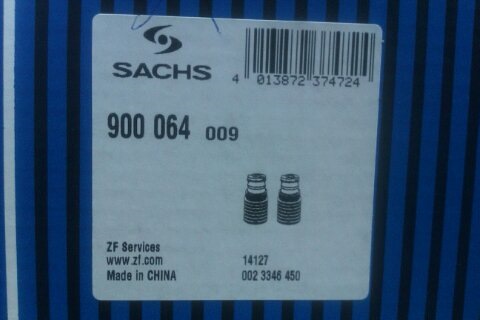 SACHS
4 013872 374724
900 064 009
ZF Services
www.zf.com
Made in CHINA
14127
002 3346 450